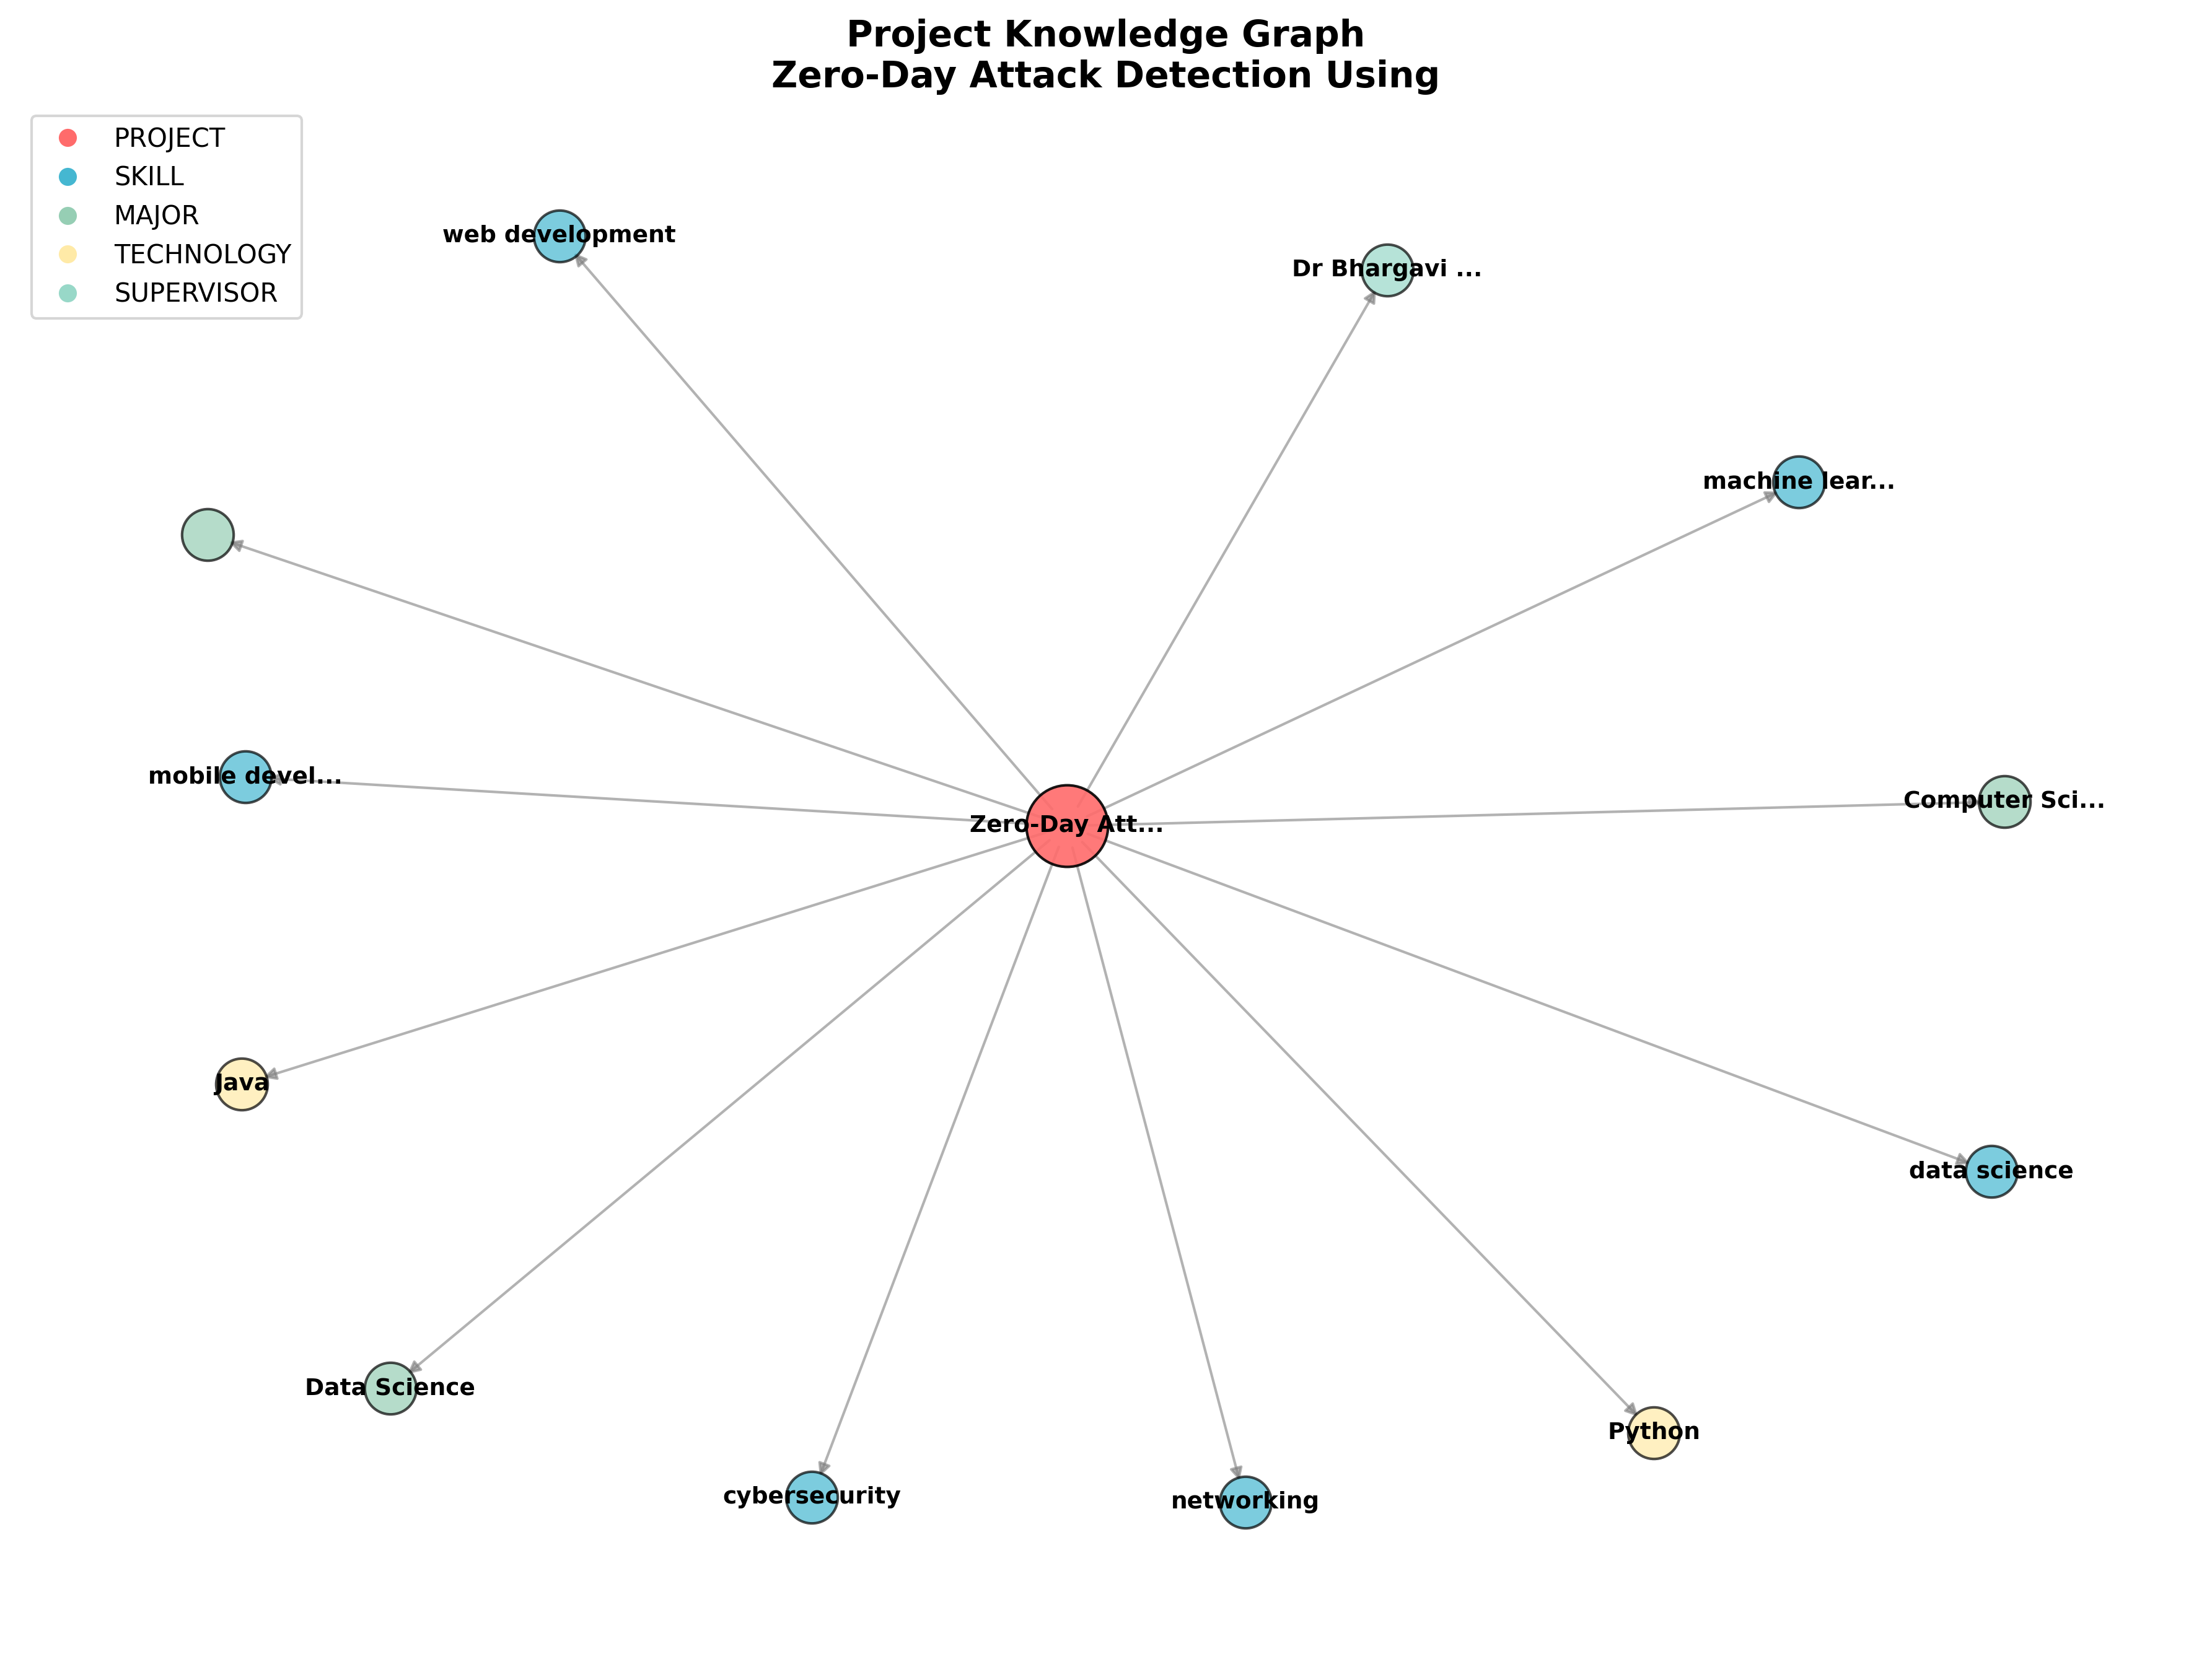 Project Knowledge Graph
Zero-Day Attack Detection Using
PROJECT
SKILL
MAJOR
TECHNOLOGY
SUPERVISOR
web development
Dr Bhargavi ...
machine lear...
mobile devel...
Computer Sci...
Zero-Day Att...
Java
data science
Data Science
Python
cybersecurity
networking